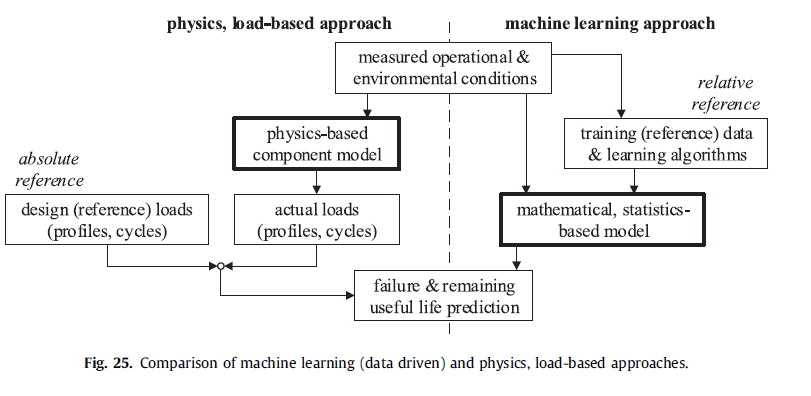 physics, load-based approach
machine learning approach
measured operational &
environmental conditions
relative
reference
physics-based
component model
training (reference) data
& learning algorithms
absolute
reference
design (reference) loads
(profiles, cycles)
actual loads
(profiles, cycles)
mathematical, statistics-
based model
failure & remaining
useful life prediction
Fig. 25. Comparison of machine learning (data driven) and physics, load-based approaches.